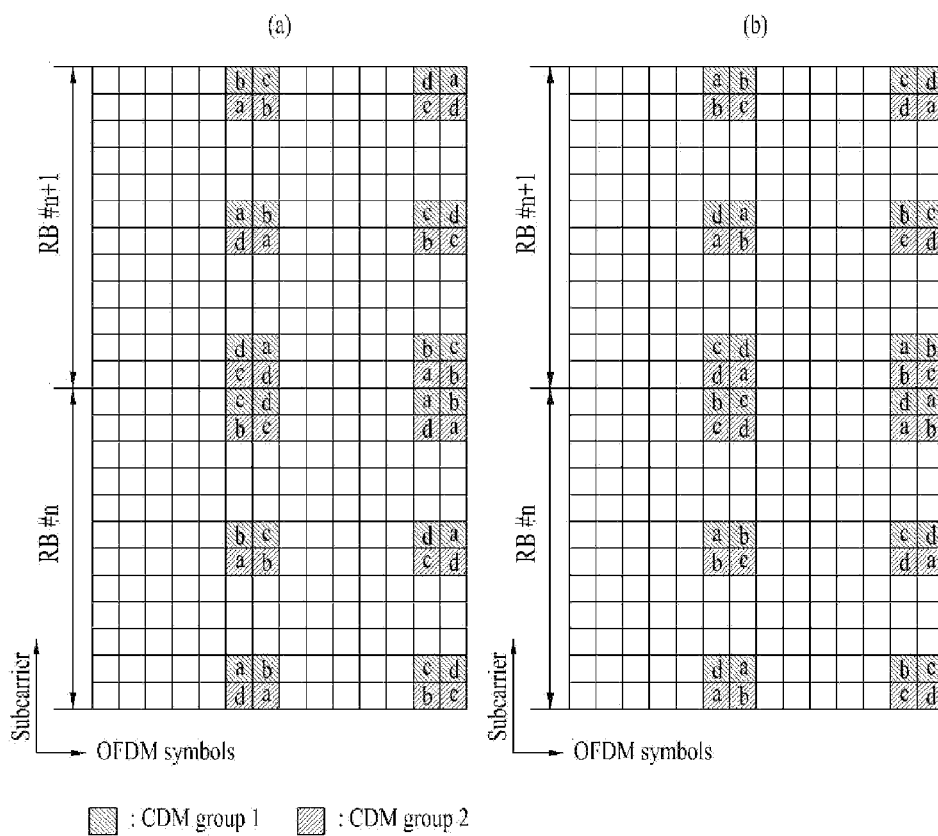 (a) (b)
b c d a a b c d
a b c d b c d a
RB #n+1 RB #n+1
a b c d d a b c
d a b c a b c d
d a b c c d a b
c d a b d a b c
c d a b b c d a
b c d a c d a b
RB #n RB #n
b c d a a b c d
a b c d b c d a
a b c d d a b c
d a b c a b c d
Subcarrier Subcarrier
OFDM symbols OFDM symbols
: CDM group 1 : CDM group 2